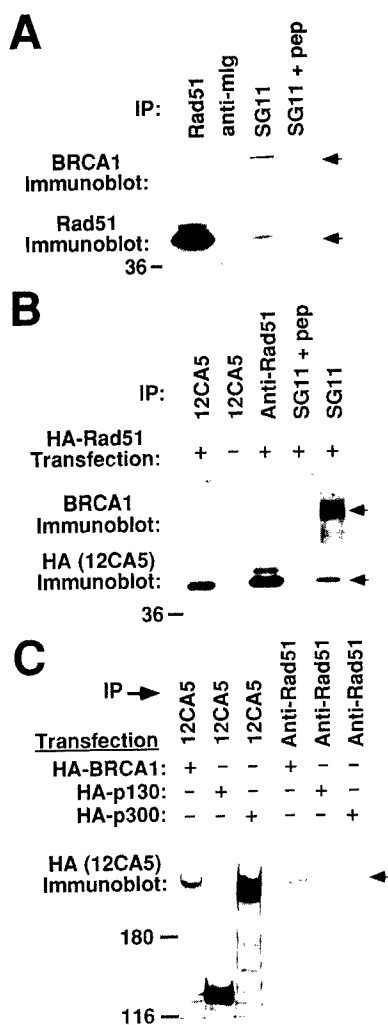 A
IP: Rad51 anti-mIg SG11 SG11 + pep
BRCA1
Immunoblot:
Rad51
Immunoblot:
36
B
IP: 12CA5 12CA5 Anti-Rad51 SG11 + pep SG11
HA-Rad51
Transfection: + - + + +
BRCA1
Immunoblot:
HA (12CA5)
Immunoblot:
36
C
IP 12CA5 12CA5 12CA5 Anti-Rad51 Anti-Rad51 Anti-Rad51
Transfection
HA-BRCA1: + - - + - -
HA-p130: - + - - + -
HA-p300: - - + - - +
HA (12CA5)
Immunoblot:
180
116